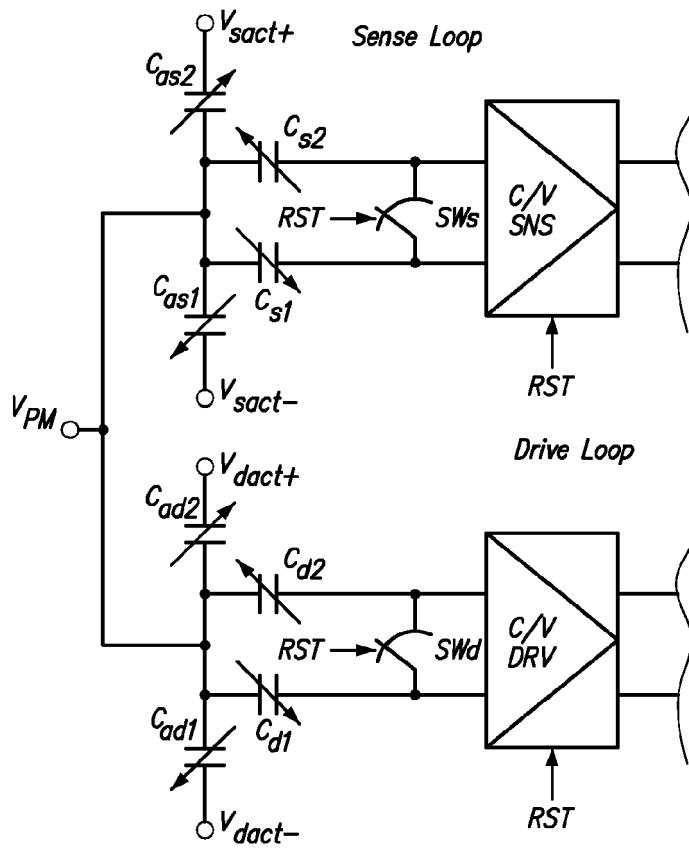 Vsact+
Sense Loop
Cas2
Cs2
RST
SWs
C/V
SNS
Cas1
Cs1
RST
Vsact−
VPM
Drive Loop
Vdact+
Cad2
Cd2
RST
SWd
C/V
DRV
Cad1
Cd1
RST
Vdact−